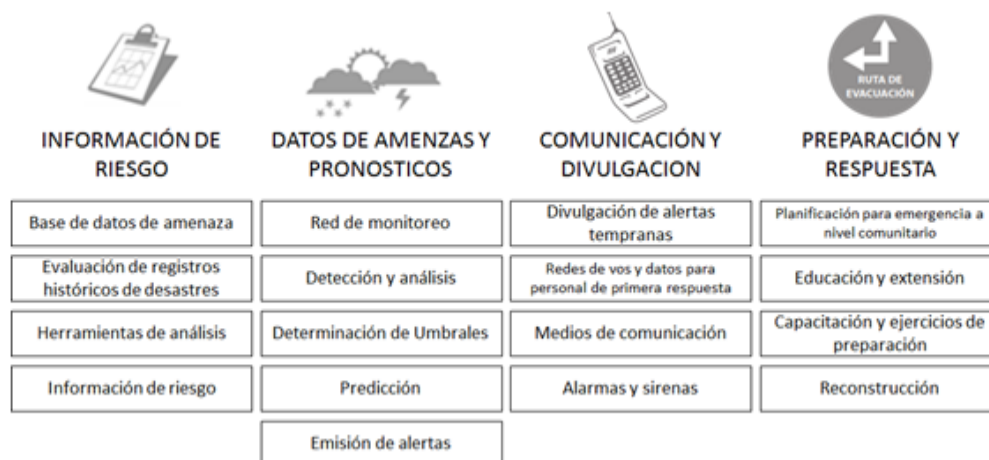 RUTA DE
EVACUACIÓN
INFORMACIÓN DE
RIESGO
DATOS DE AMENZAS Y
PRONOSTICOS
COMUNICACIÓN Y
DIVULGACION
PREPARACIÓN Y
RESPUESTA
Base de datos de amenaza
Evaluación de registros
históricos de desastres
Herramientas de análisis
Información de riesgo
Red de monitoreo
Detección y análisis
Determinación de Umbrales
Predicción
Emisión de alertas
Divulgación de alertas
tempranas
Redes de vos y datos para
personal de primera respuesta
Medios de comunicación
Alarmas y sirenas
Planificación para emergencia a
nivel comunitario
Educación y extensión
Capacitación y ejercicios de
preparación
Reconstrucción